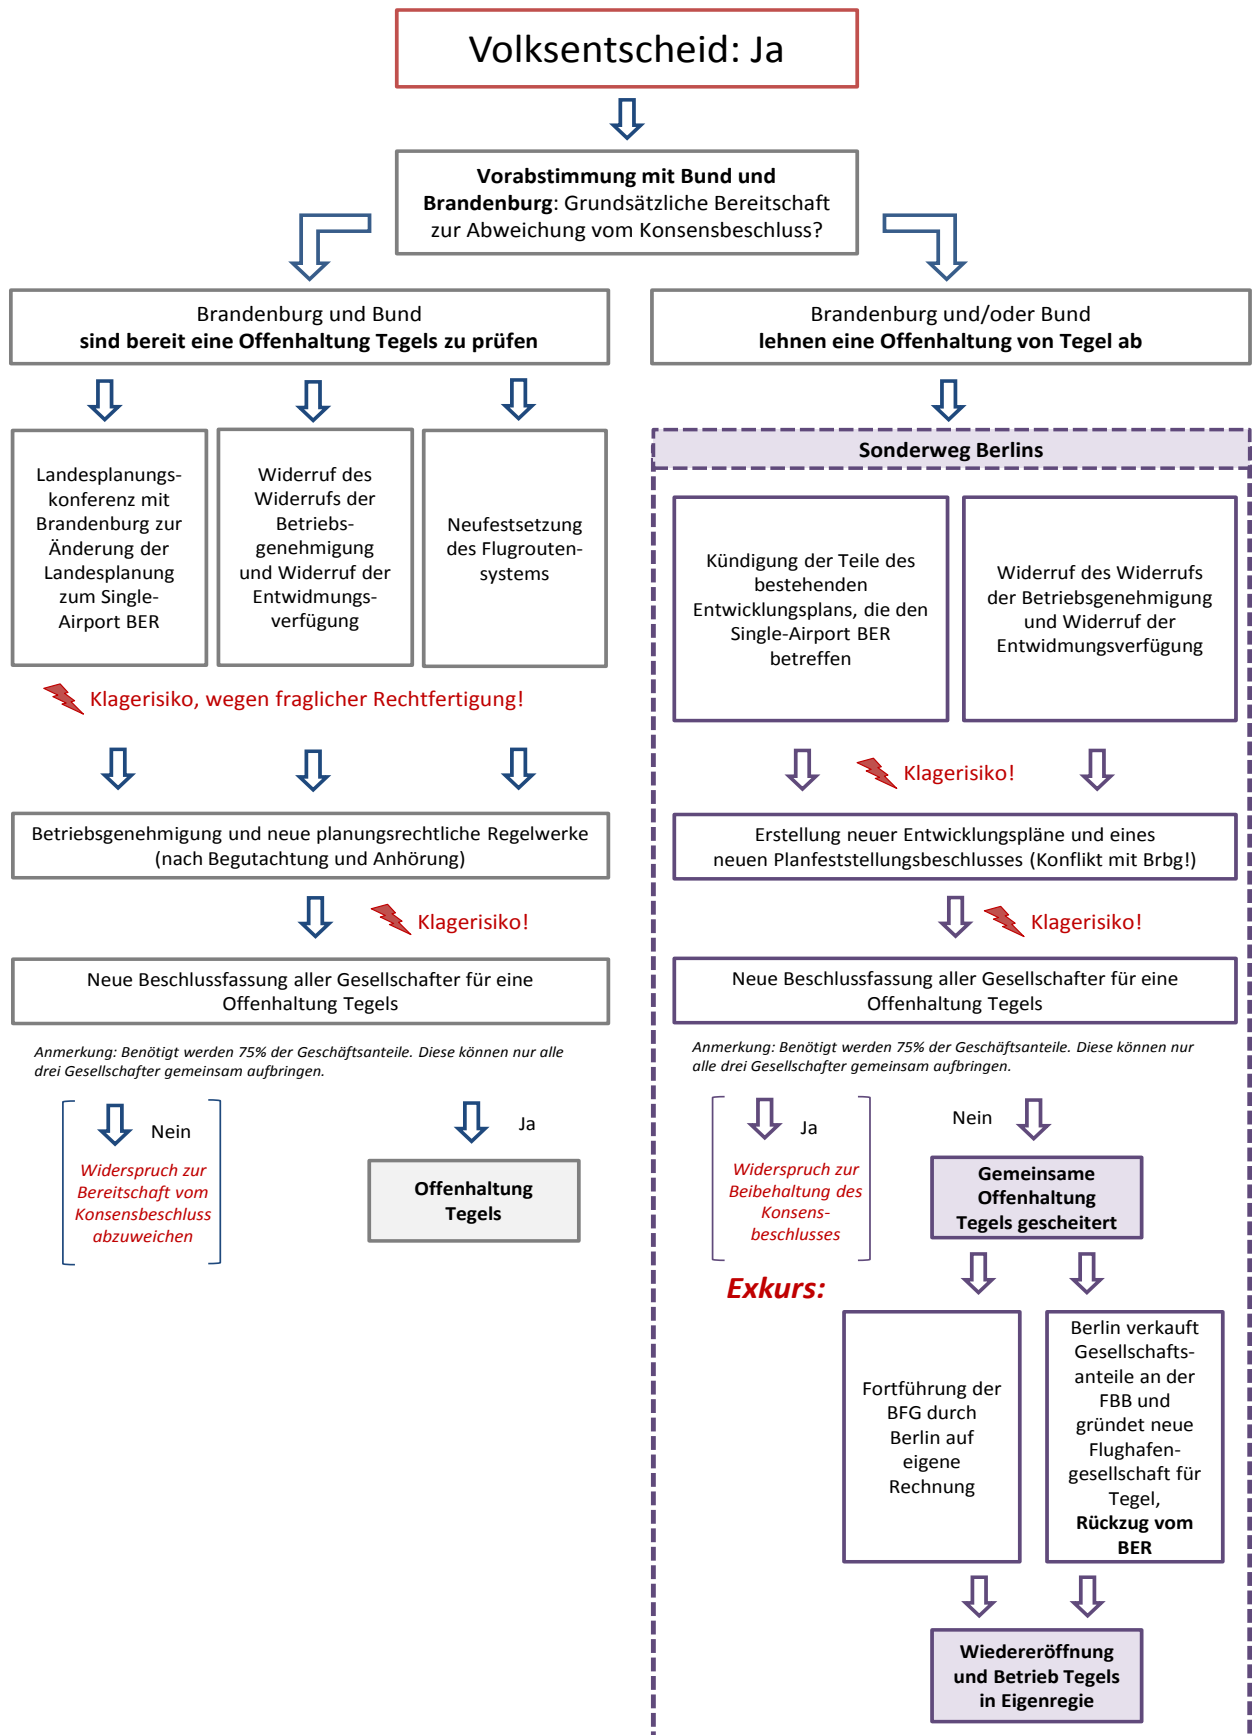 Volksentscheid: Ja
Vorabstimmung mit Bund und
Brandenburg: Grundsätzliche Bereitschaft
zur Abweichung vom Konsensbeschluss?
Brandenburg und Bund
sind bereit eine Offenhaltung Tegels zu prüfen
Landesplanungs-
konferenz mit
Brandenburg zur
Änderung der
Landesplanung
zum Single-
Airport BER
Widerruf des
Widerrufs der
Betriebs-
genehmigung
und Widerruf der
Entwidmungs-
verfügung
Neufestsetzung
des Flugrouten-
systems
Klagerisiko, wegen fraglicher Rechtfertigung!
Betriebsgenehmigung und neue planungsrechtliche Regelwerke
(nach Begutachtung und Anhörung)
Klagerisiko!
Neue Beschlussfassung aller Gesellschafter für eine
Offenhaltung Tegels
Anmerkung: Benötigt werden 75% der Geschäftsanteile. Diese können nur alle
drei Gesellschafter gemeinsam aufbringen.
Nein
Widerspruch zur
Bereitschaft vom
Konsensbeschluss
abzuweichen
Ja
Offenhaltung
Tegels
Brandenburg und/oder Bund
lehnen eine Offenhaltung von Tegel ab
Sonderweg Berlins
Kündigung der Teile des
bestehenden
Entwicklungsplans, die den
Single-Airport BER
betreffen
Widerruf des Widerrufs
der Betriebsgenehmigung
und Widerruf der
Entwidmungsverfügung
Klagerisiko!
Erstellung neuer Entwicklungspläne und eines
neuen Planfeststellungsbeschlusses (Konflikt mit Brbg!)
Klagerisiko!
Neue Beschlussfassung aller Gesellschafter für eine
Offenhaltung Tegels
Anmerkung: Benötigt werden 75% der Geschäftsanteile. Diese können nur
alle drei Gesellschafter gemeinsam aufbringen.
Ja
Widerspruch zur
Beibehaltung des
Konsens-
beschlusses
Nein
Gemeinsame
Offenhaltung
Tegels gescheitert
Exkurs:
Fortführung der
BFG durch
Berlin auf
eigene
Rechnung
Berlin verkauft
Gesellschafts-
anteile an der
FBB und
gründet neue
Flughafen-
gesellschaft für
Tegel,
Rückzug vom
BER
Wiedereröffnung
und Betrieb Tegels
in Eigenregie